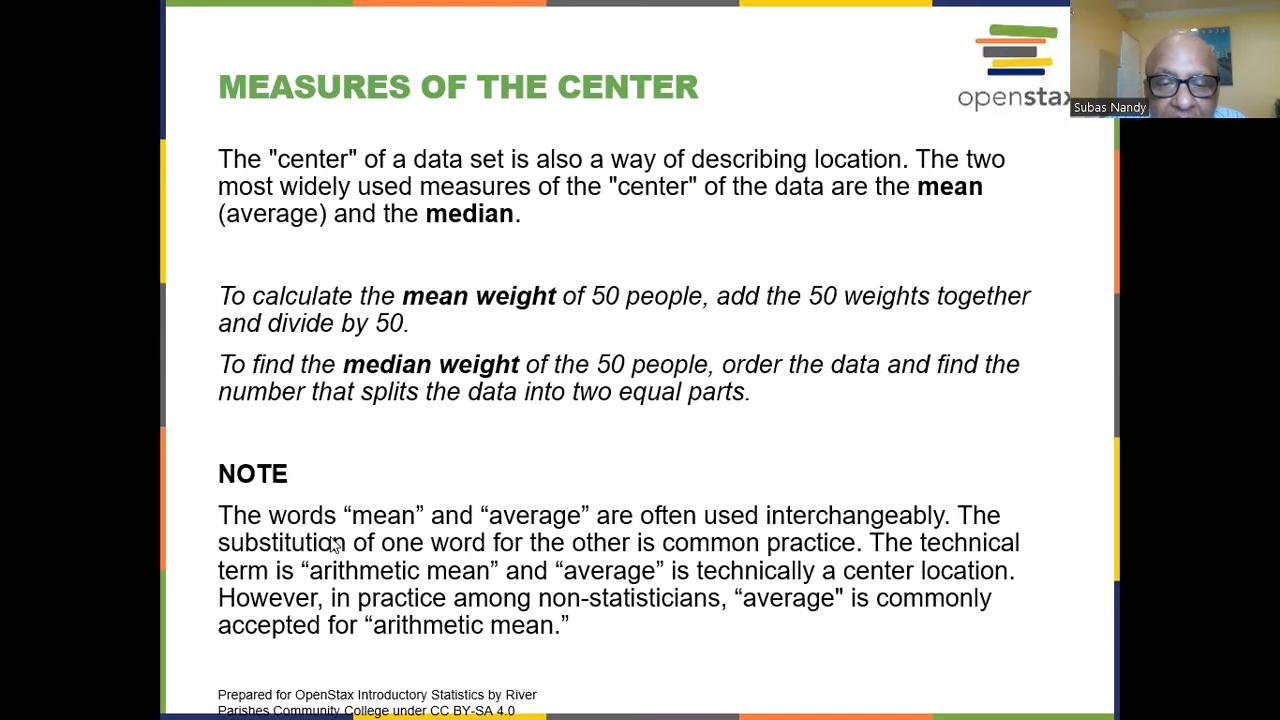 MEASURES OF THE CENTER
openstax
Subas Nandy
The "center" of a data set is also a way of describing location. The two
most widely used measures of the "center" of the data are the mean
(average) and the median.
To calculate the mean weight of 50 people, add the 50 weights together
and divide by 50.
To find the median weight of the 50 people, order the data and find the
number that splits the data into two equal parts.
NOTE
The words “mean” and “average” are often used interchangeably. The
substitution of one word for the other is common practice. The technical
term is “arithmetic mean” and “average” is technically a center location.
However, in practice among non-statisticians, “average" is commonly
accepted for “arithmetic mean.”
Prepared for OpenStax Introductory Statistics by River
Parishes Community College under CC BY-SA 4.0